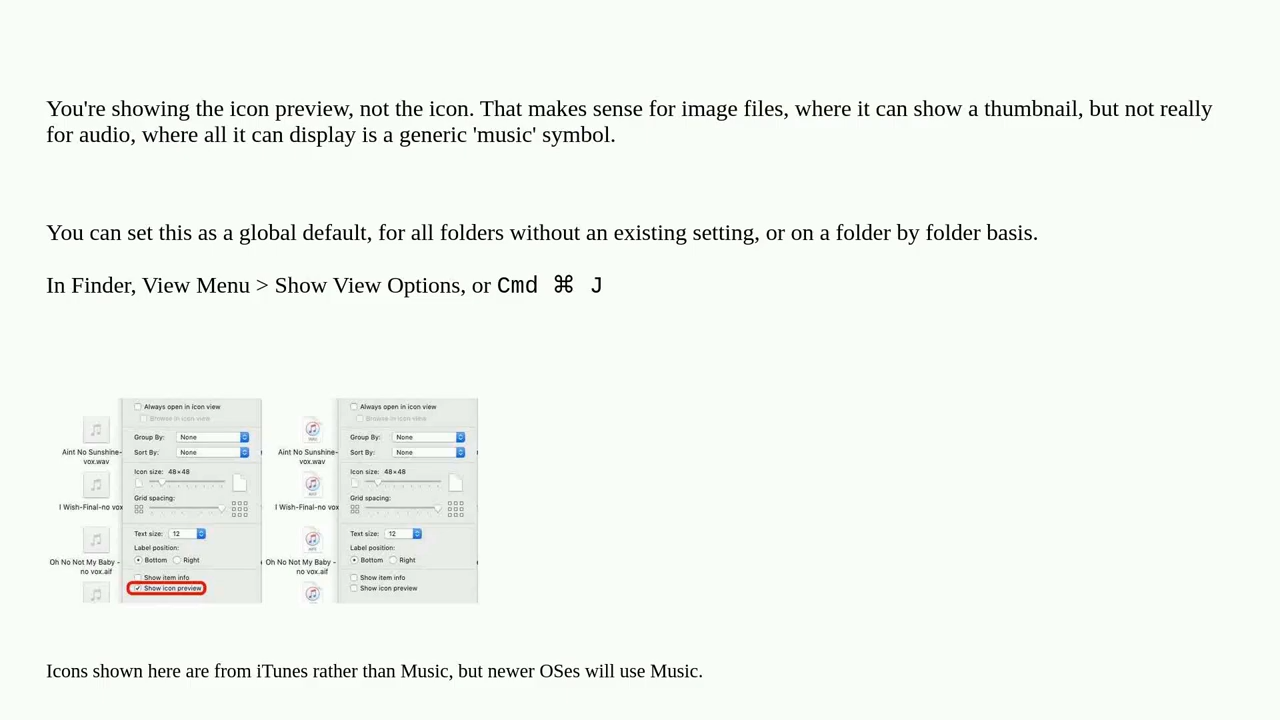 You're showing the icon preview, not the icon. That makes sense for image files, where it can show a thumbnail, but not really
for audio, where all it can display is a generic 'music' symbol.
You can set this as a global default, for all folders without an existing setting, or on a folder by folder basis.
In Finder, View Menu > Show View Options, or Cmd ⌘ J
Always open in icon view
Browse in icon view
Group By: None
Sort By: None
Icon size: 48×48
Grid spacing:
Text size: 12
Label position:
Bottom Right
Show item info
Show icon preview
Aint No Sunshine-
vox.wav
I Wish-Final-no vox
Oh No Not My Baby -
no vox.aif
Always open in icon view
Browse in icon view
Group By: None
Sort By: None
Icon size: 48×48
Grid spacing:
Text size: 12
Label position:
Bottom Right
Show item info
Show icon preview
Aint No Sunshine-
vox.wav
I Wish-Final-no vox
Oh No Not My Baby -
no vox.aif
Icons shown here are from iTunes rather than Music, but newer OSes will use Music.